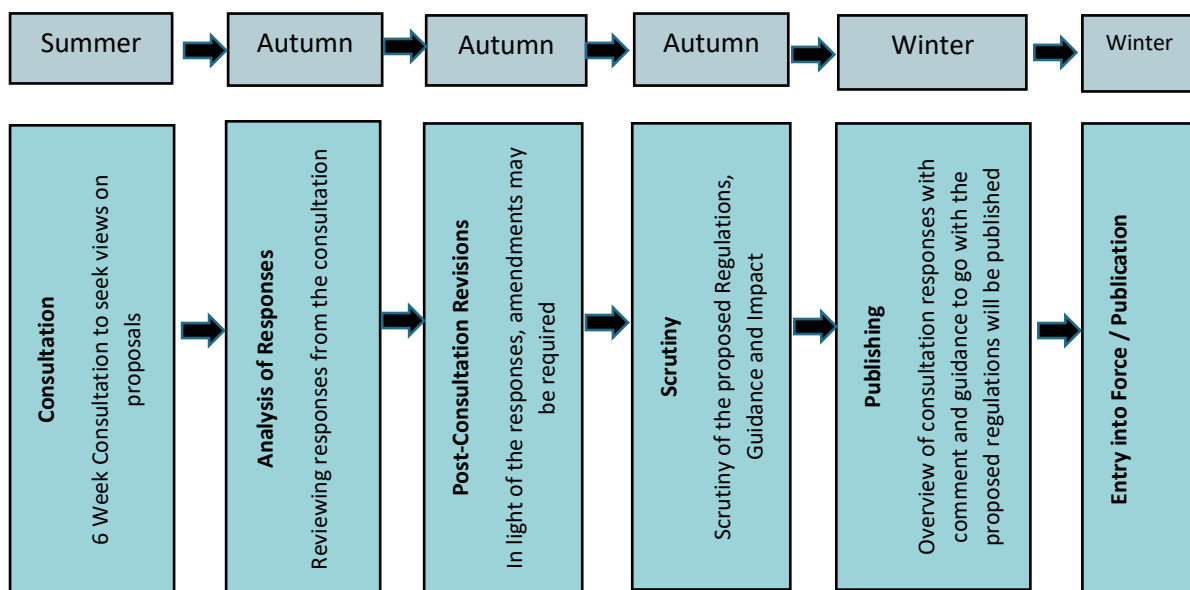 Summer
Autumn
Autumn
Autumn
Winter
Winter
Consultation
6 Week Consultation to seek views on
proposals
Analysis of Responses
Reviewing responses from the consultation
Post-Consultation Revisions
In light of the responses, amendments may
be required
Scrutiny
Scrutiny of the proposed Regulations,
Guidance and Impact
Publishing
Overview of consultation responses with
comment and guidance to go with the
proposed regulations will be published
Entry into Force / Publication